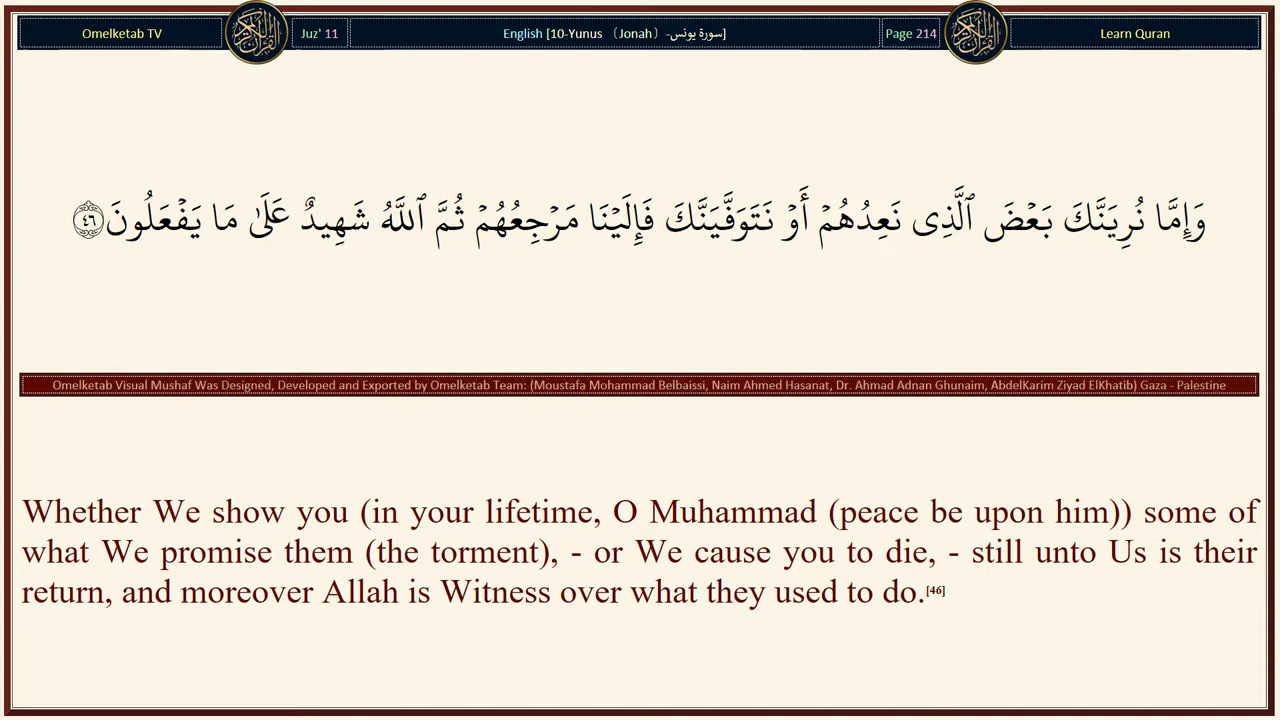 Omelketab TV
Juz' 11
English [10-Yunus （Jonah）-سورة يونس]
Page 214
Learn Quran
وَإِمَّا نُرِيَنَّكَ بَعۡضَ ٱلَّذِى نَعِدُهُمۡ أَوۡ نَتَوَفَّيَنَّكَ فَإِلَيۡنَا مَرۡجِعُهُمۡ ثُمَّ ٱللَّهُ شَهِيدٌ عَلَىٰ مَا يَفۡعَلُونَ ٤٦
Omelketab Visual Mushaf Was Designed, Developed and Exported by Omelketab Team: (Moustafa Mohammad Belbaissi, Naim Ahmed Hasanat, Dr. Ahmad Adnan Ghunaim, AbdelKarim Ziyad ElKhatib) Gaza - Palestine
Whether We show you (in your lifetime, O Muhammad (peace be upon him)) some of
what We promise them (the torment), - or We cause you to die, - still unto Us is their
return, and moreover Allah is Witness over what they used to do.[46]